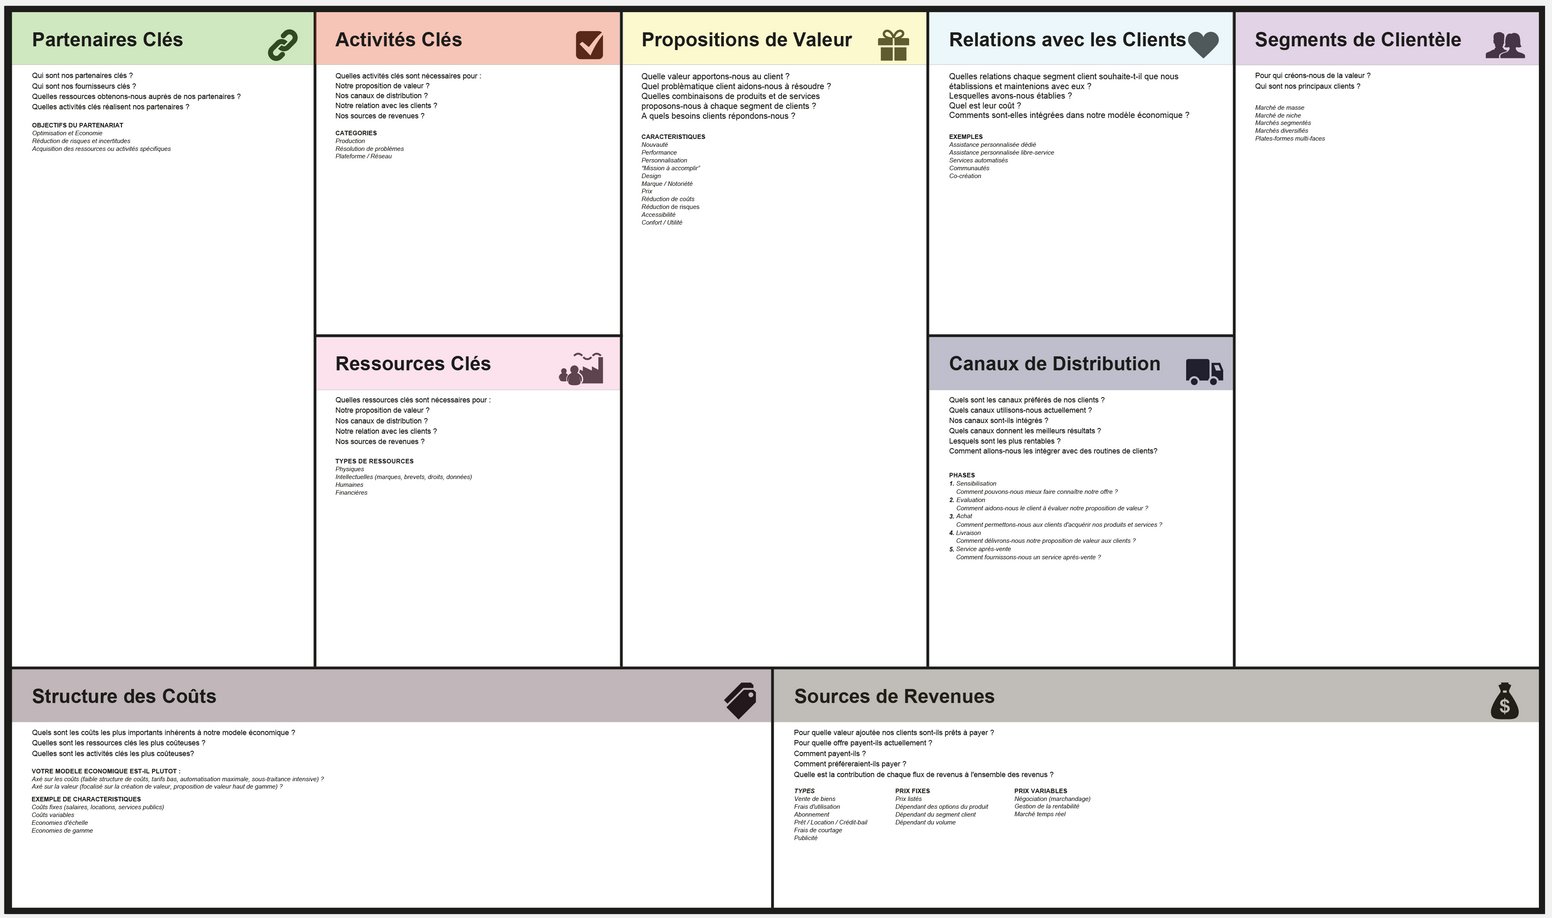 Partenaires Clés
Qui sont nos partenaires clés ?
Qui sont nos fournisseurs clés ?
Quelles ressources obtenons-nous auprès de nos partenaires ?
Quelles activités clés réalisent nos partenaires ?
OBJECTIFS DU PARTENARIAT
Optimisation et Economie
Réduction de risques et incertitudes
Acquisition des ressources ou activités spécifiques
Activités Clés
Quelles activités clés sont nécessaires pour :
Notre proposition de valeur ?
Nos canaux de distribution ?
Notre relation avec les clients ?
Nos sources de revenues ?
CATEGORIES
Production
Résolution de problèmes
Plateforme / Réseau
Ressources Clés
Quelles ressources clés sont nécessaires pour :
Notre proposition de valeur ?
Nos canaux de distribution ?
Notre relation avec les clients ?
Nos sources de revenues ?
TYPES DE RESSOURCES
Physiques
Intellectuelles (marques, brevets, droits, données)
Humaines
Financières
Propositions de Valeur
Quelle valeur apportons-nous au client ?
Quel problématique client aidons-nous à résoudre ?
Quelles combinaisons de produits et de services
proposons-nous à chaque segment de clients ?
A quels besoins clients répondons-nous ?
CARACTERISTIQUES
Nouvauté
Performance
Personnalisation
"Mission à accomplir"
Design
Marque / Notoriété
Prix
Réduction de coûts
Réduction de risques
Accessibilité
Confort / Utilité
Relations avec les Clients
Quelles relations chaque segment client souhaite-t-il que nous
établissions et maintenions avec eux ?
Lesquelles avons-nous établies ?
Quel est leur coût ?
Comments sont-elles intégrées dans notre modèle économique ?
EXEMPLES
Assistance personnalisée dédié
Assistance personnalisée libre-service
Services automatisés
Communautés
Co-création
Canaux de Distribution
Quels sont les canaux préférés de nos clients ?
Quels canaux utilisons-nous actuellement ?
Nos canaux sont-ils intégrés ?
Quels canaux donnent les meilleurs résultats ?
Lesquels sont les plus rentables ?
Comment allons-nous les intégrer avec des routines de clients?
PHASES
1. Sensibilisation
Comment pouvons-nous mieux faire connaître notre offre ?
2. Evaluation
Comment aidons-nous le client à évaluer notre proposition de valeur ?
3. Achat
Comment permettons-nous aux clients d'acquérir nos produits et services ?
4. Livraison
Comment délivrons-nous notre proposition de valeur aux clients ?
5. Service après-vente
Comment fournissons-nous un service après-vente ?
Segments de Clientèle
Pour qui créons-nous de la valeur ?
Qui sont nos principaux clients ?
Marché de masse
Marché de niche
Marchés segmentés
Marchés diversifiés
Plates-formes multi-faces
Structure des Coûts
Quels sont les coûts les plus importants inhérents à notre modele économique ?
Quelles sont les ressources clés les plus coûteuses ?
Quelles sont les activités clés les plus coûteuses?
VOTRE MODELE ECONOMIQUE EST-IL PLUTOT :
Axé sur les coûts (faible structure de coûts, tarifs bas, automatisation maximale, sous-traitance intensive) ?
Axé sur la valeur (focalisé sur la création de valeur, proposition de valeur haut de gamme) ?
EXEMPLE DE CHARACTERISTIQUES
Coûts fixes (salaires, locations, services publics)
Coûts variables
Economies d'échelle
Economies de gamme
Sources de Revenues
Pour quelle valeur ajoutée nos clients sont-ils prêts à payer ?
Pour quelle offre payent-ils actuellement ?
Comment payent-ils ?
Comment préféreraient-ils payer ?
Quelle est la contribution de chaque flux de revenus à l'ensemble des revenus ?
TYPES
Vente de biens
Frais d'utilisation
Abonnement
Prêt / Location / Crédit-bail
Frais de courtage
Publicité
PRIX FIXES
Prix listés
Dépendant des options du produit
Dépendant du segment client
Dépendant du volume
PRIX VARIABLES
Négociation (marchandage)
Gestion de la rentabilité
Marché temps réel